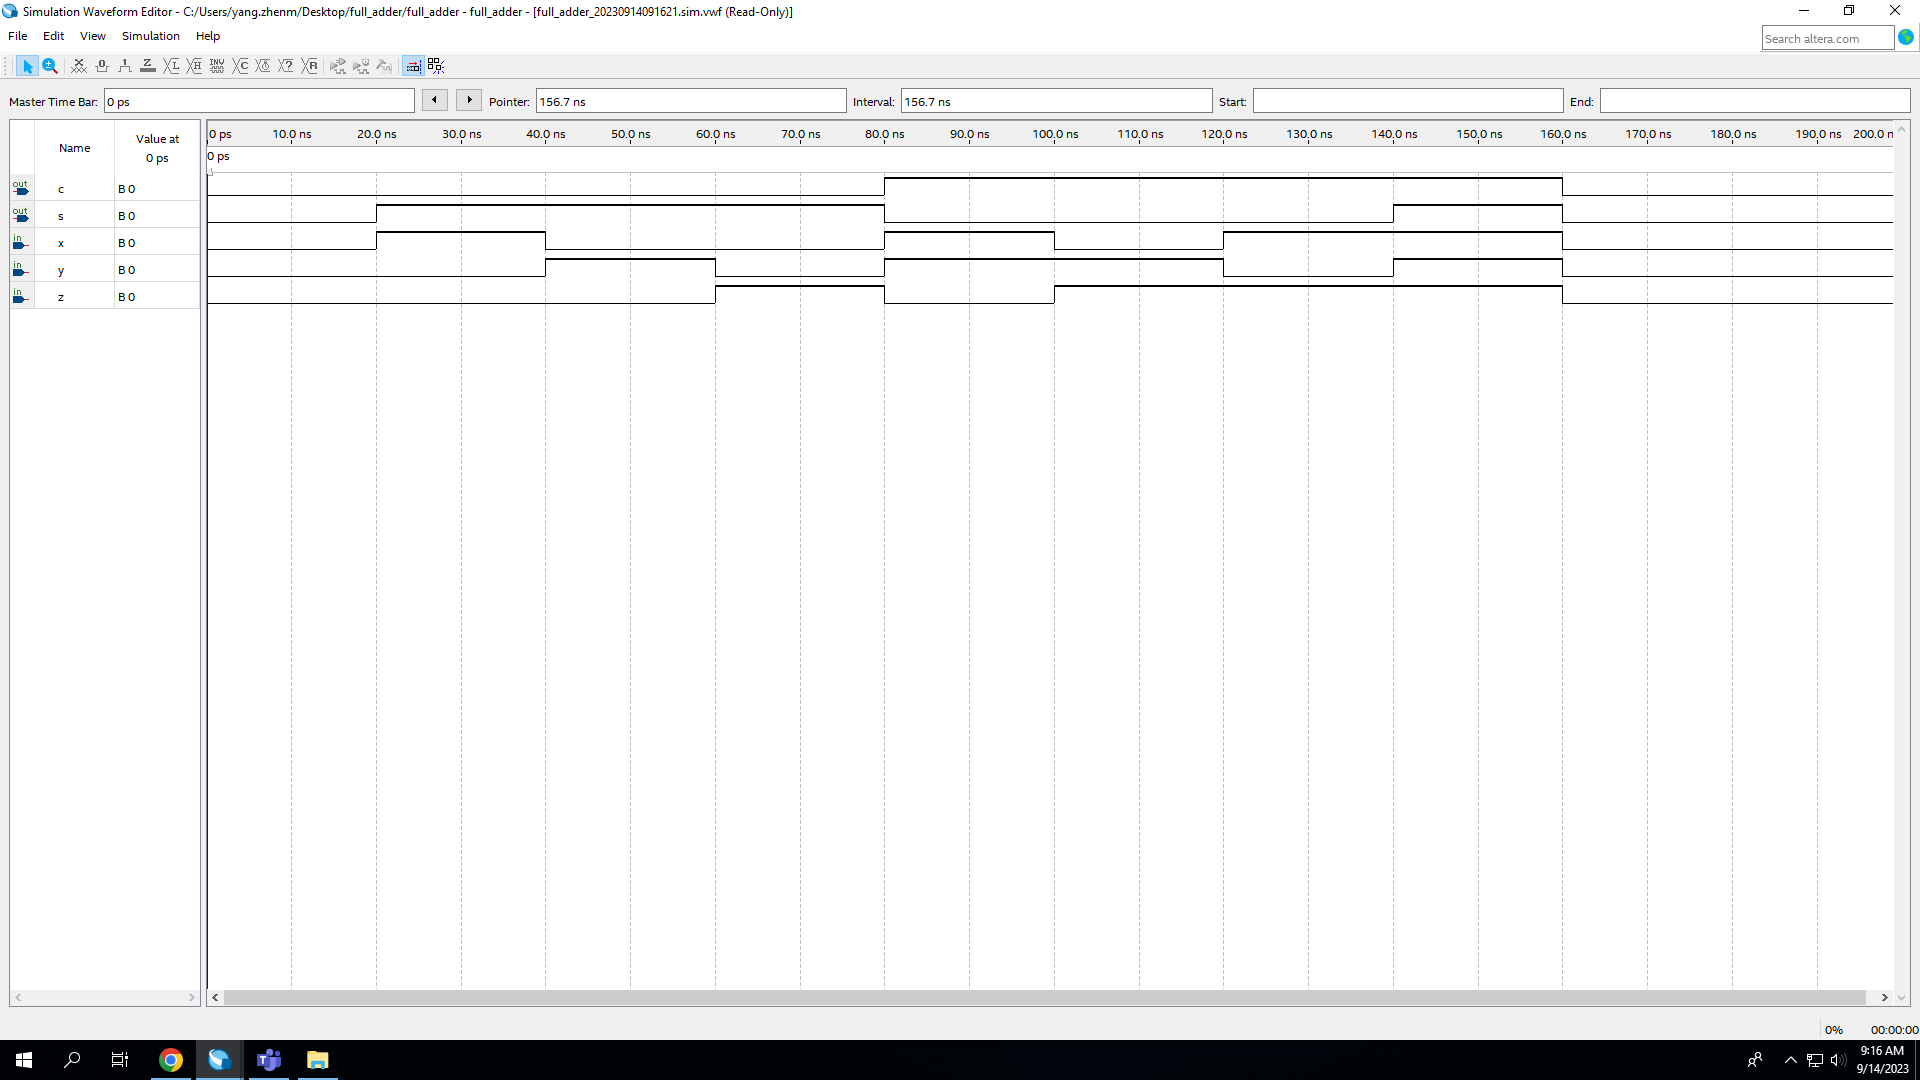 Simulation Waveform Editor - C:/Users/yang.zhenm/Desktop/full_adder/full_adder - full_adder - [full_adder_20230914091621.sim.vwf (Read-Only)]
File Edit View Simulation Help
Search altera.com
Master Time Bar: 0 ps Pointer: 156.7 ns Interval: 156.7 ns Start: End:
Name Value at 0 ps
0 ps 10.0 ns 20.0 ns 30.0 ns 40.0 ns 50.0 ns 60.0 ns 70.0 ns 80.0 ns 90.0 ns 100.0 ns 110.0 ns 120.0 ns 130.0 ns 140.0 ns 150.0 ns 160.0 ns 170.0 ns 180.0 ns 190.0 ns 200.0 n
0 ps
out c B 0
out s B 0
in x B 0
in y B 0
in z B 0
0% 00:00:00
9:16 AM
9/14/2023